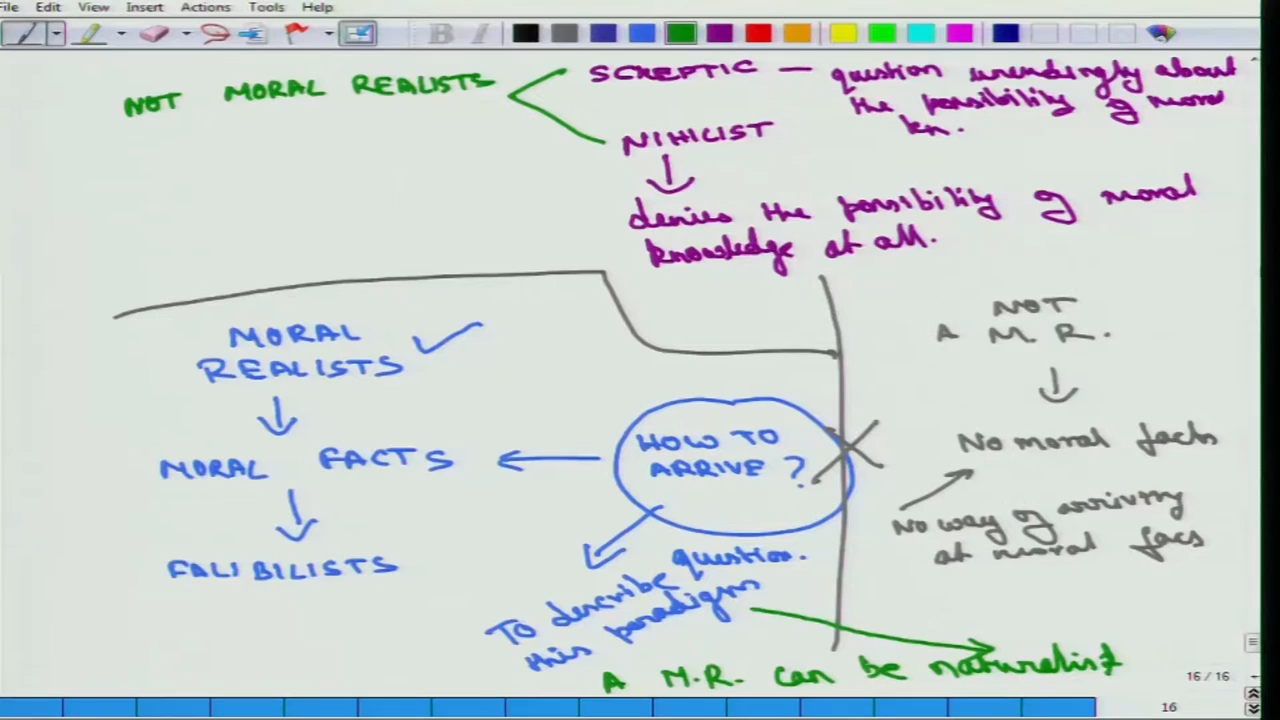 File Edit View Insert Actions Tools Help
NOT MORAL REALISTS
SCKEPTIC — question unendingly about
the possibility of moral
kn.
NIHILIST
denies the possibility of moral
knowledge at all.
MORAL
REALISTS
MORAL FACTS
FALIBILISTS
HOW TO
ARRIVE ?
To describe question.
this paradigm
NOT
A M. R.
No moral facts
No way of arriving
at moral facs
A M.R. can be naturalist
16 / 16
16